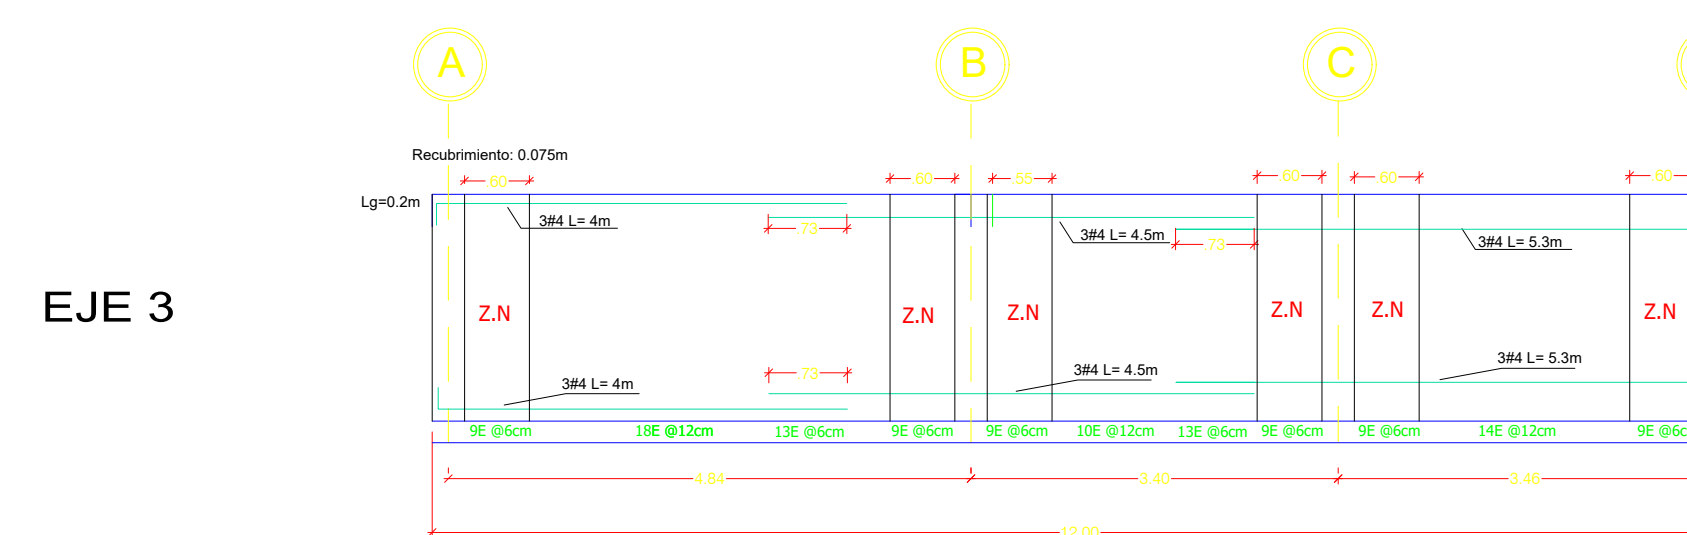 A
B
C
Recubrimiento: 0.075m
.60
.60
.55
.60
.60
.60
Lg=0.2m
3#4 L= 4m
.73
3#4 L= 4.5m
.73
3#4 L= 5.3m
EJE 3
Z.N
Z.N
Z.N
Z.N
Z.N
Z.N
3#4 L= 4m
.73
3#4 L= 4.5m
3#4 L= 5.3m
9E @6cm
18E @12cm
13E @6cm
9E @6cm
9E @6cm
10E @12cm
13E @6cm
9E @6cm
9E @6cm
14E @12cm
9E @6c
4.84
3.40
3.46
12.00